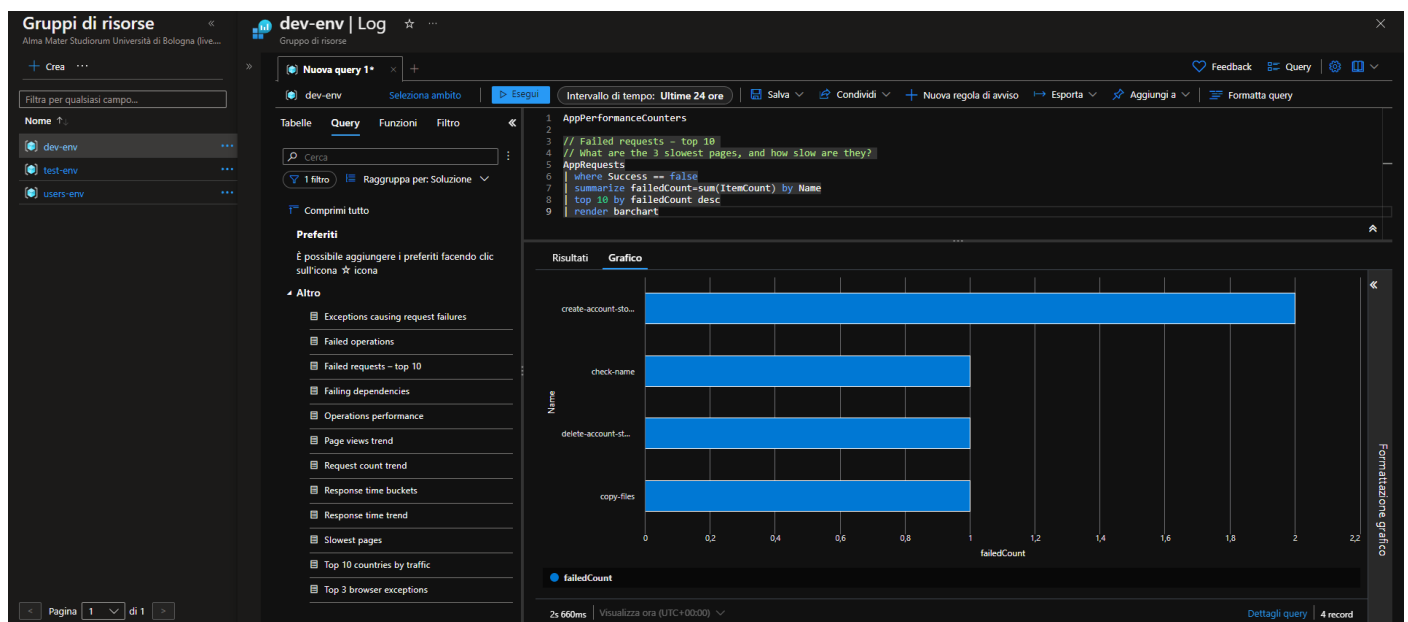 Gruppi di risorse «
Alma Mater Studiorum Università di Bologna (live....
+ Crea ···
Filtra per qualsiasi campo...
Nome ↑↓
dev-env ···
test-env ···
users-env ···
< Pagina 1 di 1 >
dev-env | Log ☆ ···
Gruppo di risorse
»
Nuova query 1* × +
Feedback Query
dev-env Seleziona ambito Esegui Intervallo di tempo: Ultime 24 ore Salva Condividi + Nuova regola di avviso Esporta Aggiungi a Formatta query
Tabelle Query Funzioni Filtro «
Cerca
1 filtro Raggruppa per: Soluzione
Comprimi tutto
Preferiti
È possibile aggiungere i preferiti facendo clic
sull'icona ☆ icona
Altro
Exceptions causing request failures
Failed operations
Failed requests – top 10
Failing dependencies
Operations performance
Page views trend
Request count trend
Response time buckets
Response time trend
Slowest pages
Top 10 countries by traffic
Top 3 browser exceptions
1 AppPerformanceCounters
2
3 // Failed requests – top 10
4 // What are the 3 slowest pages, and how slow are they?
5 AppRequests
6 | where Success == false
7 | summarize failedCount=sum(ItemCount) by Name
8 | top 10 by failedCount desc
9 | render barchart
Risultati Grafico
create-account-sto...
check-name
delete-account-st...
copy-files
Name
0 0,2 0,4 0,6 0,8 1 1,2 1,4 1,6 1,8 2 2,2
failedCount
failedCount
«
Formattazione grafico
2s 660ms Visualizza ora (UTC+00:00) Dettagli query 4 record